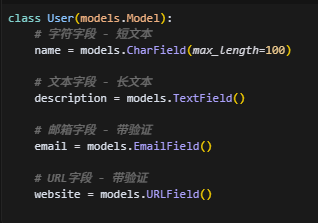 class User(models.Model):
# 字符字段 - 短文本
name = models.CharField(max_length=100)
# 文本字段 - 长文本
description = models.TextField()
# 邮箱字段 - 带验证
email = models.EmailField()
# URL字段 - 带验证
website = models.URLField()